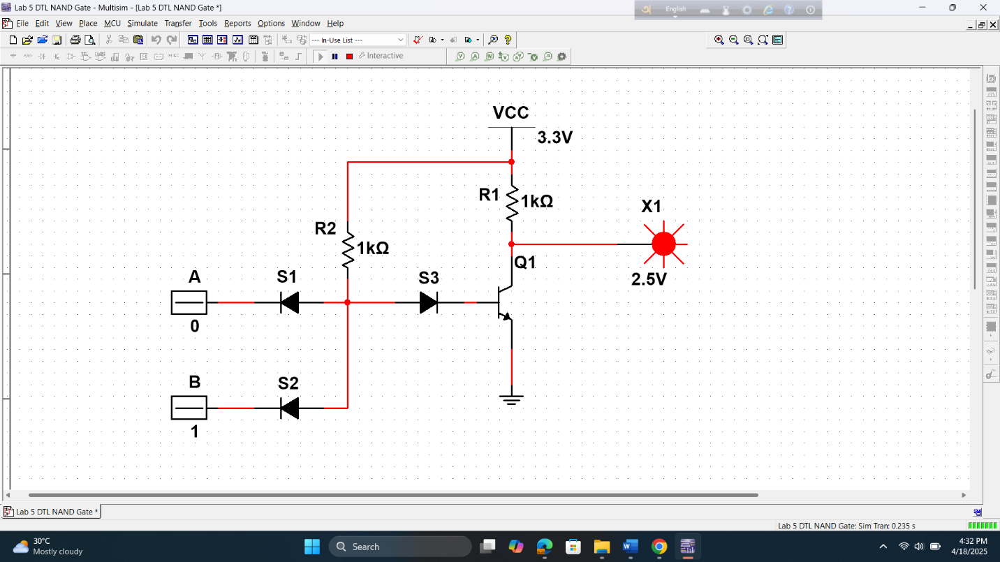 Lab 5 DTL NAND Gate - Multisim - [Lab 5 DTL NAND Gate *]
English
File Edit View Place MCU Simulate Transfer Tools Reports Options Window Help
--- In-Use List ---
Interactive
VCC
3.3V
R1
1kΩ
X1
R2
1kΩ
Q1
2.5V
A
S1
S3
0
B
S2
1
Lab 5 DTL NAND Gate *
Lab 5 DTL NAND Gate: Sim Tran: 0.235 s
30°C
Mostly cloudy
Search
4:32 PM
4/18/2025